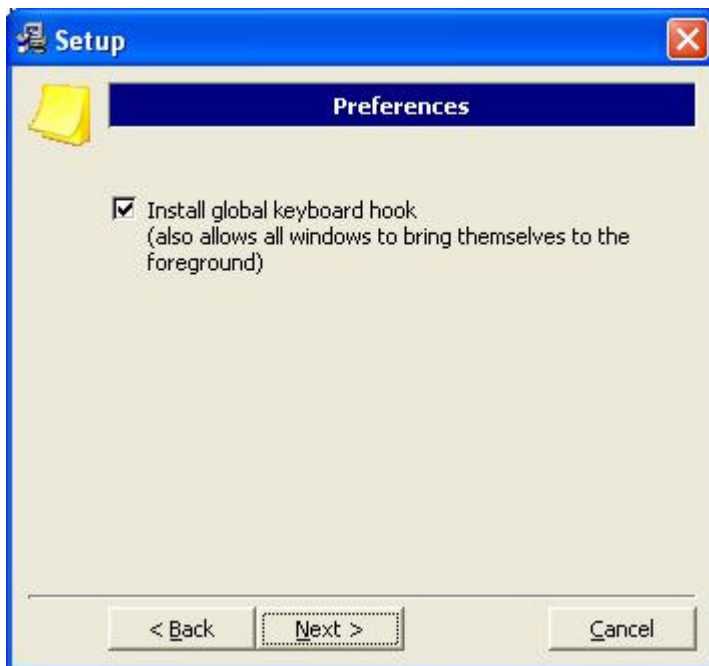 Setup
Preferences
Install global keyboard hook
(also allows all windows to bring themselves to the
foreground)
< Back
Next >
Cancel